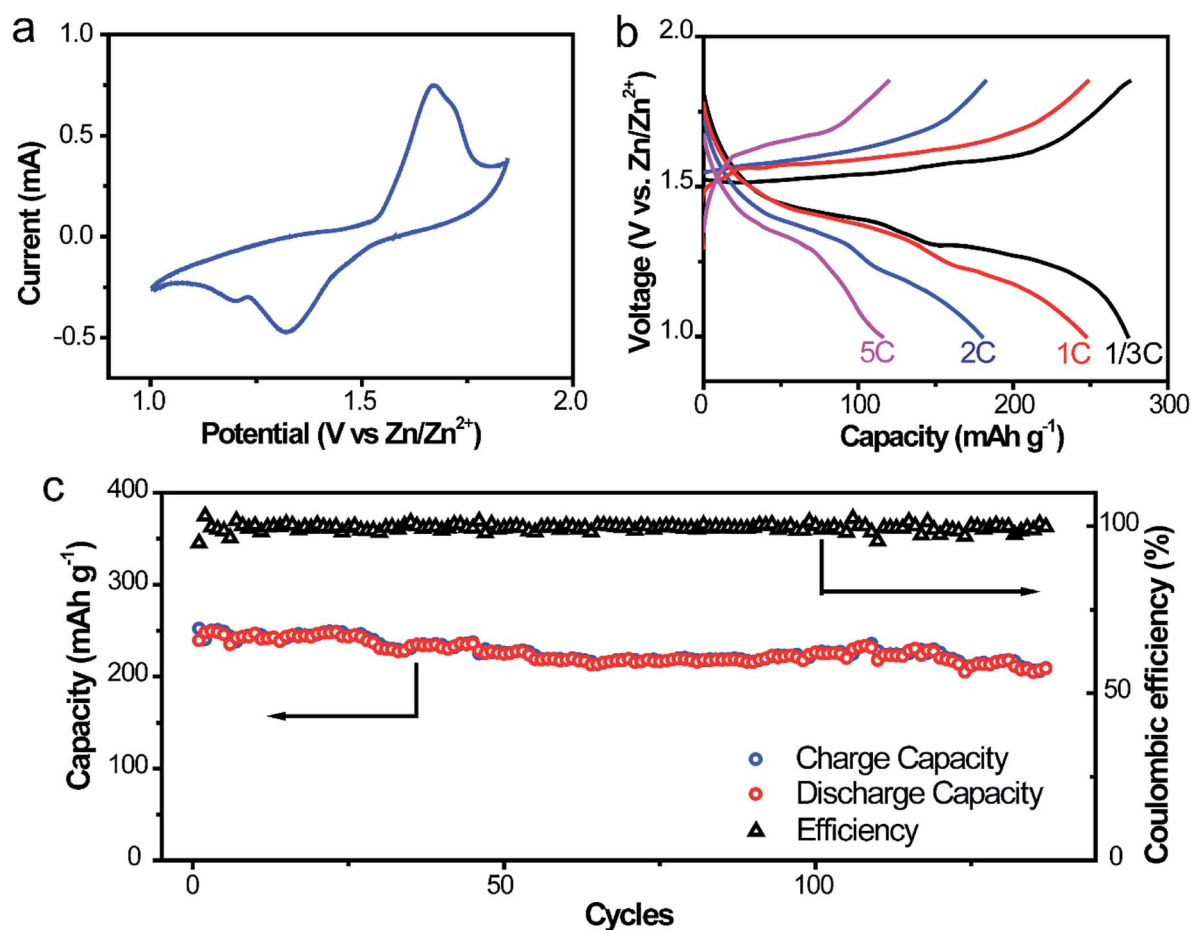 a
1.0
0.5
0.0
-0.5
Current (mA)
1.0
1.5
2.0
Potential (V vs Zn/Zn²⁺)
b
2.0
1.5
1.0
Voltage (V vs. Zn/Zn²⁺)
5C
2C
1C
1/3C
0
100
200
300
Capacity (mAh g⁻¹)
c
400
300
200
100
0
Capacity (mAh g⁻¹)
100
50
0
Coulombic efficiency (%)
Charge Capacity
Discharge Capacity
Efficiency
0
50
100
Cycles